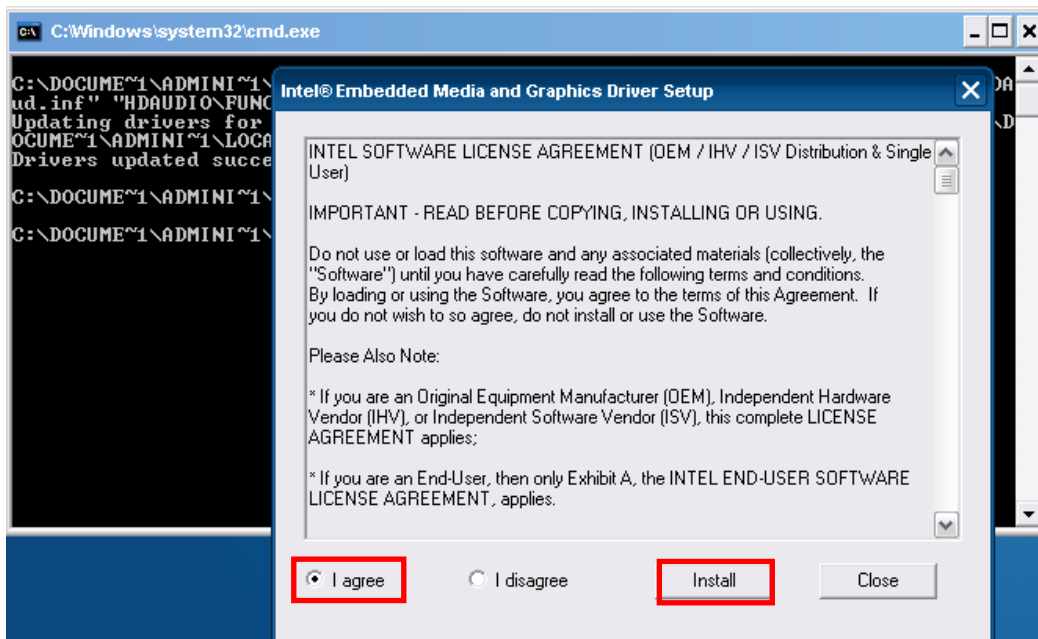 C:\Windows\system32\cmd.exe
C:\DOCUME~1\ADMINI~1\
ud.inf" "HDAUDIO\FUNC
Updating drivers for
OCUME~1\ADMINI~1\LOCA
Drivers updated succe
C:\DOCUME~1\ADMINI~1\
C:\DOCUME~1\ADMINI~1\
DA
\D
Intel® Embedded Media and Graphics Driver Setup
INTEL SOFTWARE LICENSE AGREEMENT (OEM / IHV / ISV Distribution & Single
User)
IMPORTANT - READ BEFORE COPYING, INSTALLING OR USING.
Do not use or load this software and any associated materials (collectively, the
"Software") until you have carefully read the following terms and conditions.
By loading or using the Software, you agree to the terms of this Agreement.  If
you do not wish to so agree, do not install or use the Software.
Please Also Note:
* If you are an Original Equipment Manufacturer (OEM), Independent Hardware
Vendor (IHV), or Independent Software Vendor (ISV), this complete LICENSE
AGREEMENT applies;
* If you are an End-User, then only Exhibit A, the INTEL END-USER SOFTWARE
LICENSE AGREEMENT, applies.
I agree
I disagree
Install
Close